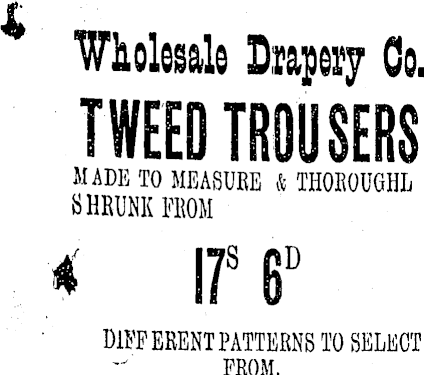 Wholesale Drapery Co.
TWEED TROUSERS
MADE TO MEASURE & THOROUGHL
SHRUNK FROM
17S 6D
DIFFERENT PATTERNS TO SELECT
FROM.